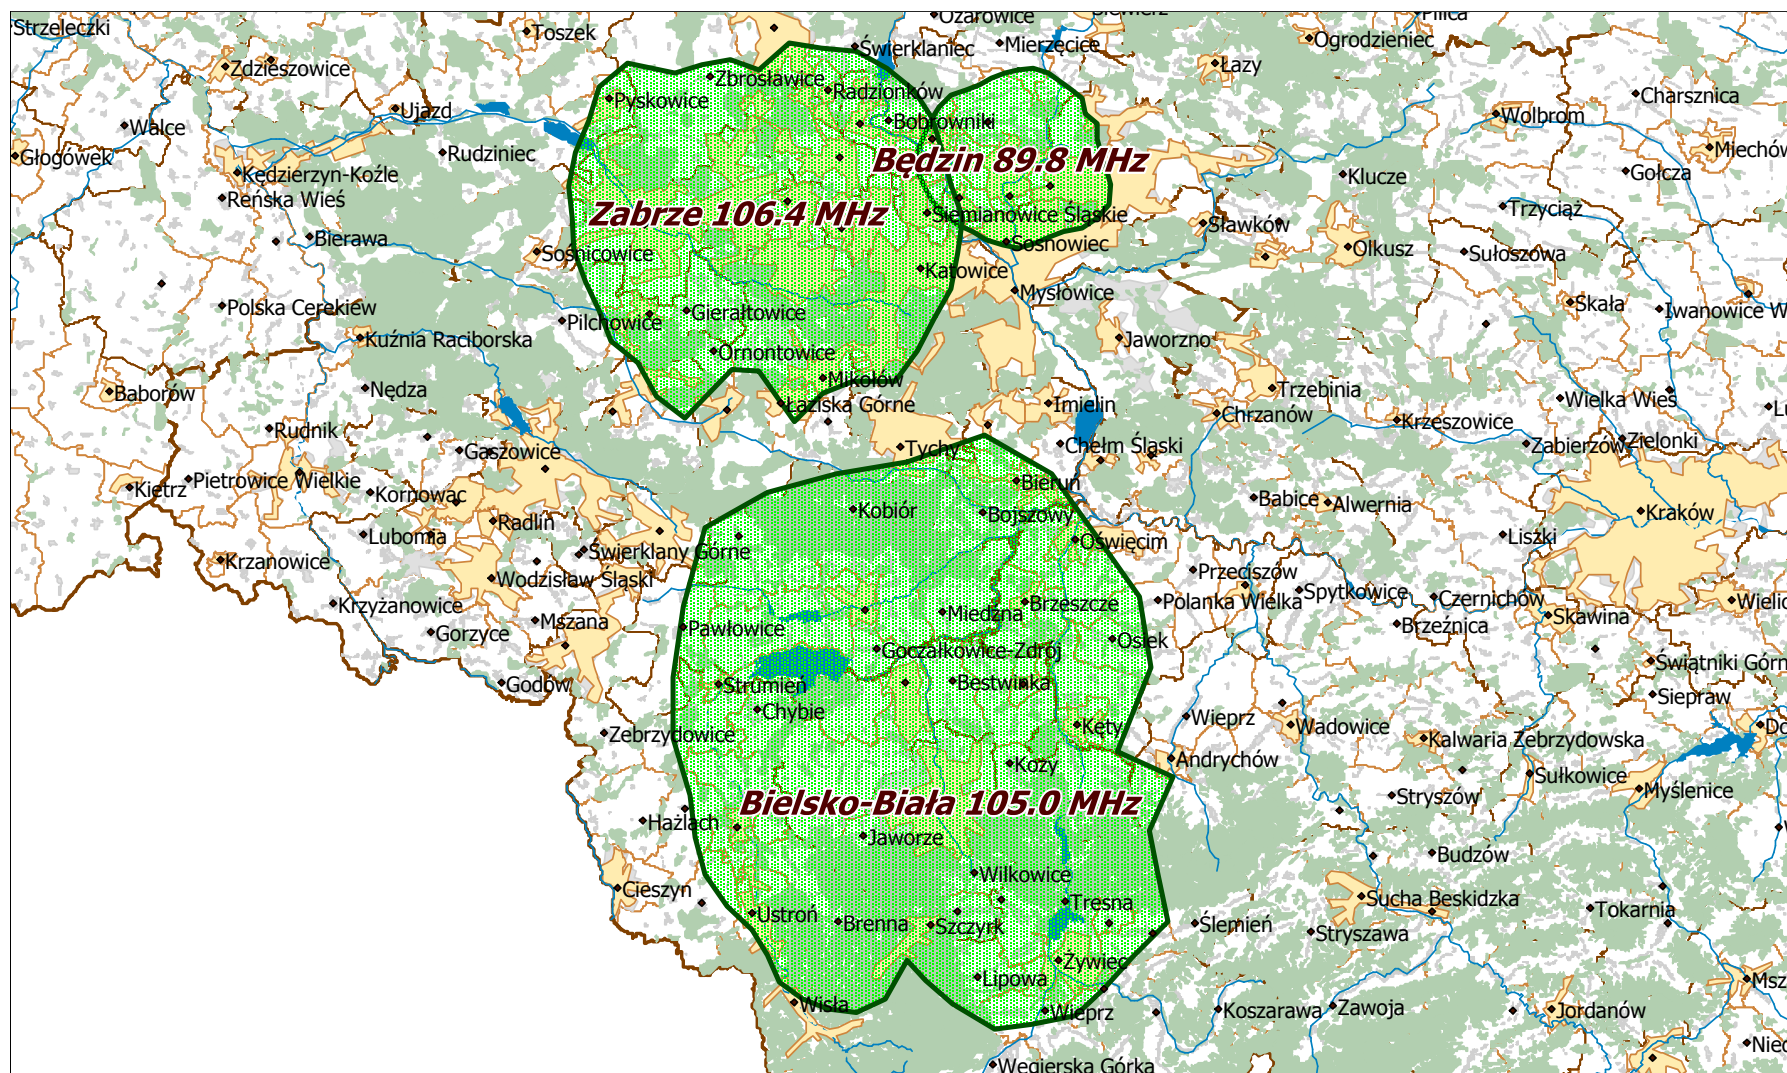 Strzeleczki
Toszek
Ożarowice
Siewierz
Pilica
Świerklaniec
Mierzęcice
Ogrodzieniec
Zdzieszowice
Zbrosławice
Łazy
Pyskowice
Radzionków
Charsznica
Ujazd
Walce
Bobrowniki
Wolbrom
Głogówek
Rudziniec
Będzin 89.8 MHz
Miechów
Kędzierzyn-Koźle
Klucze
Gołcza
Reńska Wieś
Zabrze 106.4 MHz
Siemianowice Śląskie
Trzyciąż
Sławków
Bierawa
Sośnicowice
Sosnowiec
Olkusz
Sułoszowa
Katowice
Mysłowice
Polska Cerekiew
Gierałtowice
Pilchowice
Skała
Iwanowice W
Kuźnia Raciborska
Jaworzno
Ornontowice
Mikołów
Nędza
Baborów
Trzebinia
Łaziska Górne
Imielin
Wielka Wieś
Chrzanów
Krzeszowice
Rudnik
Tychy
Chełm Śląski
Zabierzów
Zielonki
Gaszowice
Pietrowice Wielkie
Kietrz
Kornowac
Bieruń
Babice
Alwernia
Kobiór
Bojszowy
Kraków
Radlin
Lubomia
Oświęcim
Liszki
Świerklany Górne
Krzanowice
Wodzisław Śląski
Przeciszów
Krzyżanowice
Miedźna
Brzeszcze
Polanka Wielka
Spytkowice
Czernichów
Wielic
Mszana
Gorzyce
Pawłowice
Osiek
Brzeźnica
Skawina
Goczałkowice-Zdrój
Świątniki Górn
Godów
Strumień
Bestwinka
Siepraw
Chybie
Wieprz
Zebrzydowice
Kęty
Wadowice
Kalwaria Zebrzydowska
Do
Kozy
Andrychów
Sułkowice
Bielsko-Biała 105.0 MHz
Stryszów
Myślenice
Hażlach
Jaworze
Budzów
Wilkowice
Cieszyn
Sucha Beskidzka
Tresna
Tokarnia
Ustroń
Brenna
Szczyrk
Ślemień
Stryszawa
Żywiec
Lipowa
Msz
Wisła
Wieprz
Koszarawa
Zawoja
Jordanów
Nied
Węgierska Górka